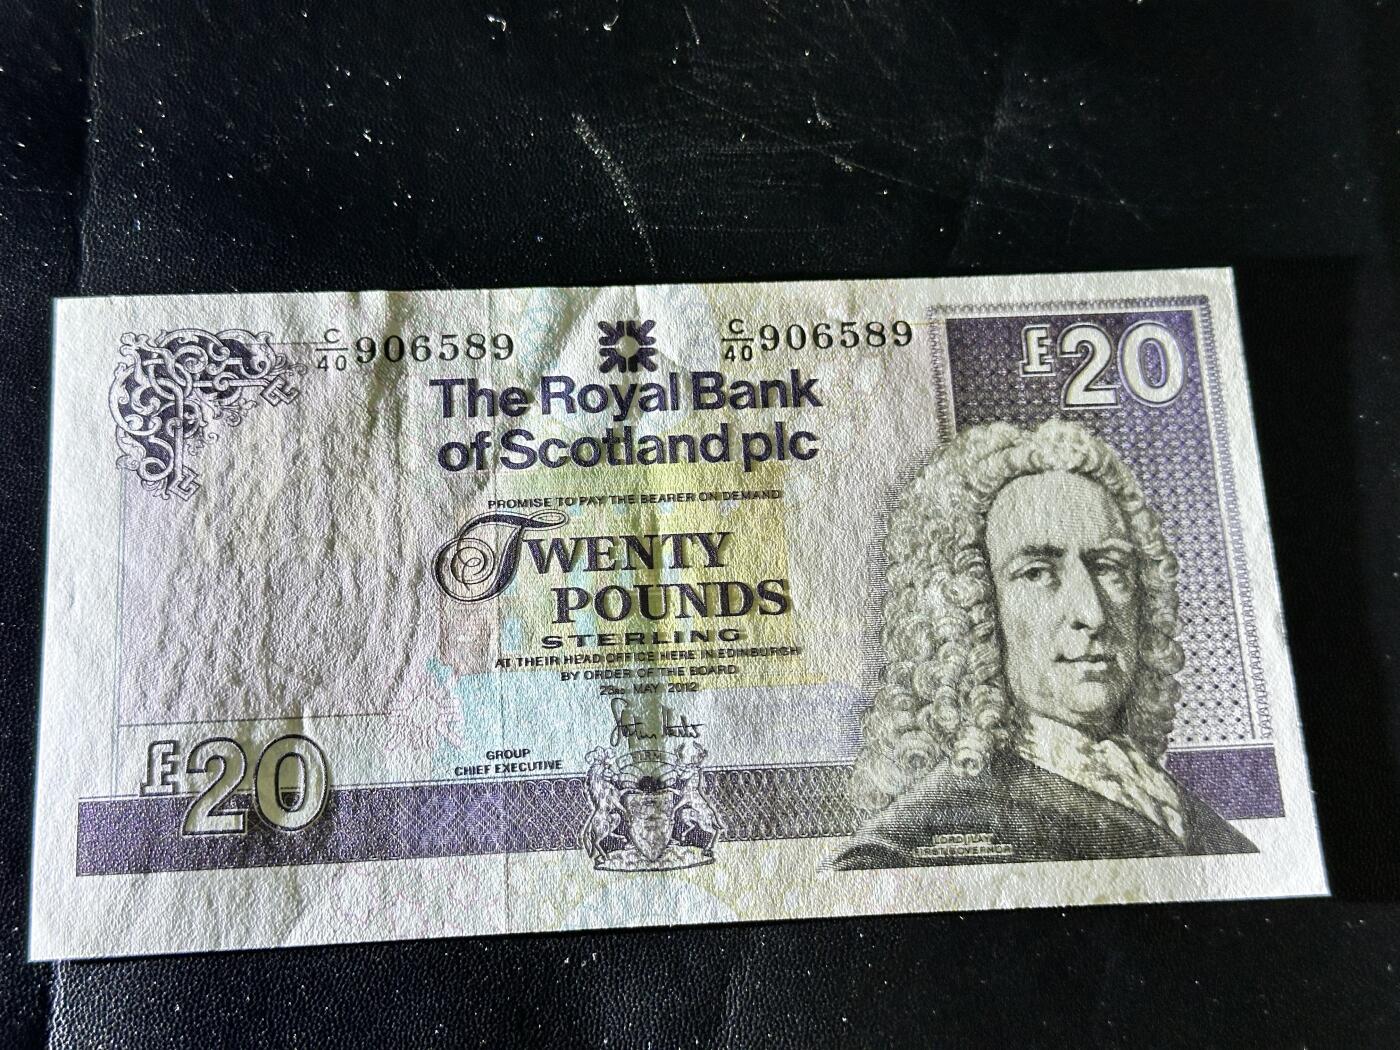 C/40 906589
C/40 906589
£20
The Royal Bank
of Scotland plc
PROMISE TO PAY THE BEARER ON DEMAND
TWENTY
POUNDS
STERLING
AT THEIR HEAD OFFICE HERE IN EDINBURGH
BY ORDER OF THE BOARD
23RD MAY 2012
GROUP
CHIEF EXECUTIVE
£20
LORD ILAY
FIRST GOVERNOR